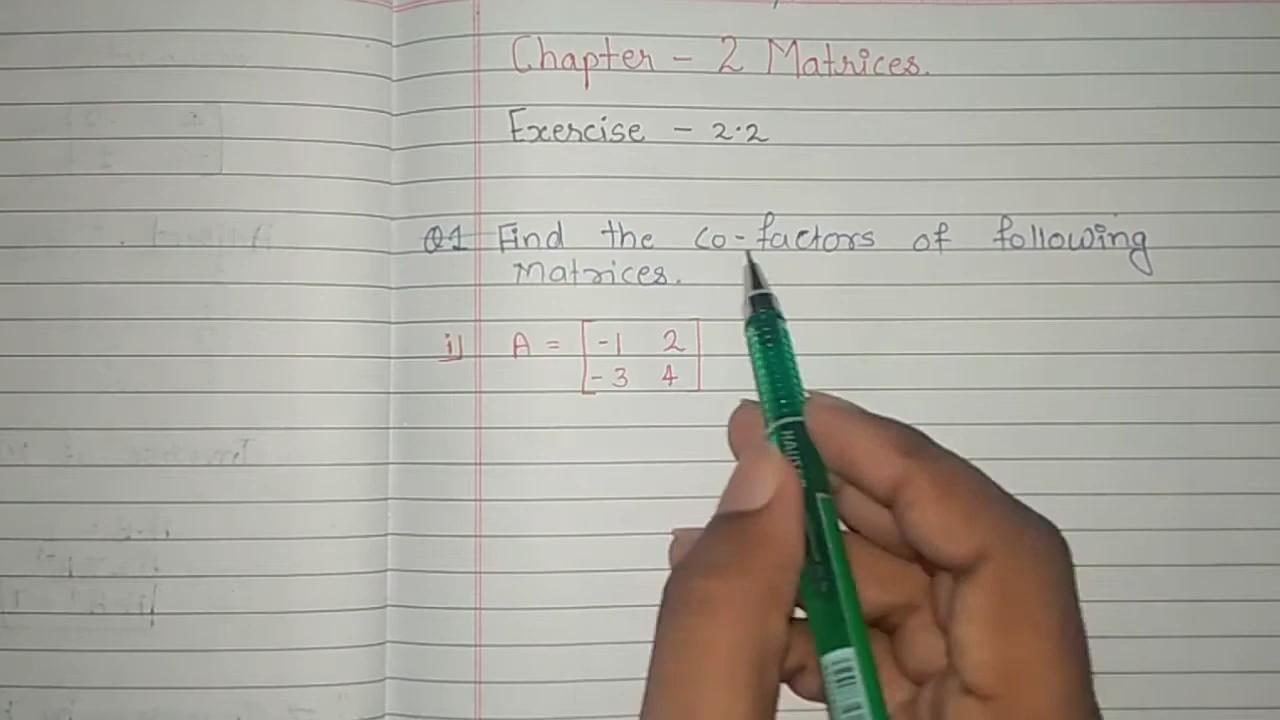 Chapter - 2 Matrices.
Exercise - 2.2
Q1 Find the co-factors of following
Matrices.
i) A = [-1 2
-3 4]